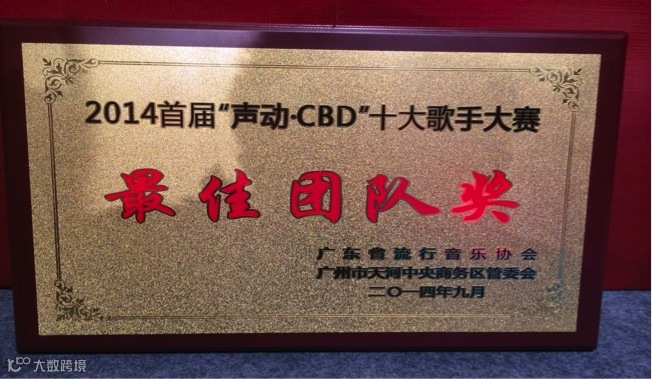 2014首届“声动·CBD”十大歌手大赛
最佳团队奖
广东省流行音乐协会
广州市天河中央商务区管委会
二〇一四年九月
大数跨境